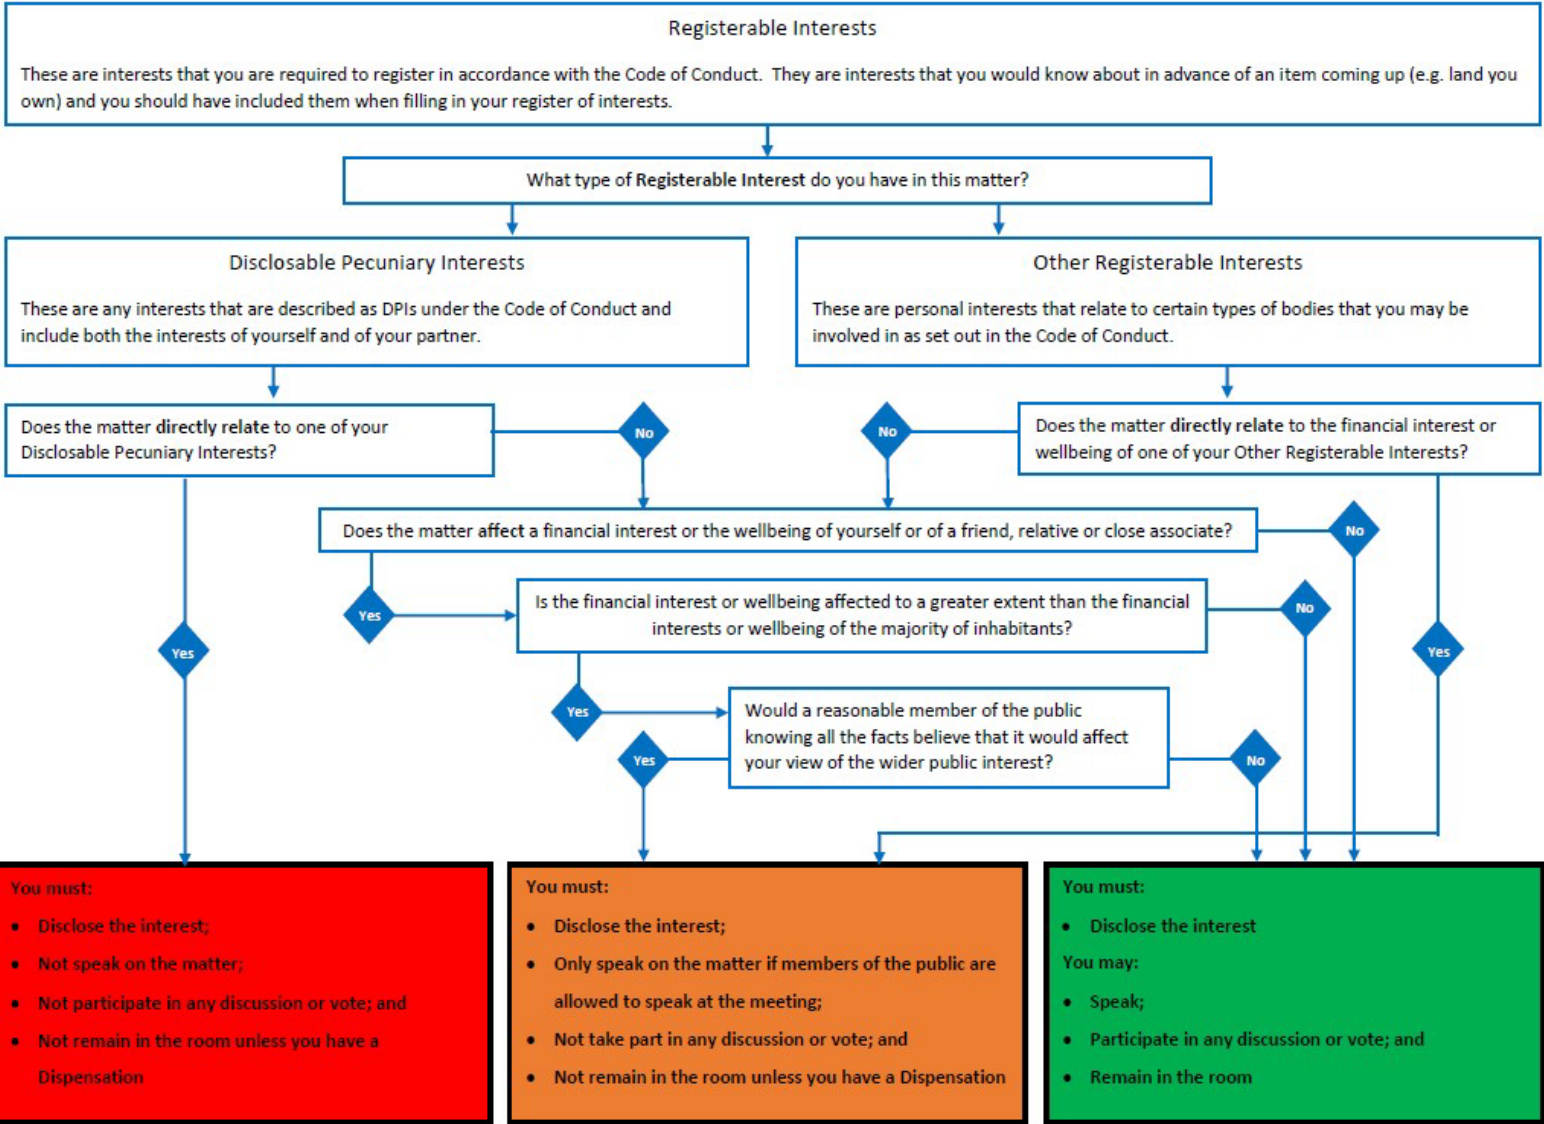 Registerable Interests
These are interests that you are required to register in accordance with the Code of Conduct. They are interests that you would know about in advance of an item coming up (e.g. land you
own) and you should have included them when filling in your register of interests.
What type of Registerable Interest do you have in this matter?
Disclosable Pecuniary Interests
These are any interests that are described as DPIs under the Code of Conduct and
include both the interests of yourself and of your partner.
Other Registerable Interests
These are personal interests that relate to certain types of bodies that you may be
involved in as set out in the Code of Conduct.
Does the matter directly relate to one of your
Disclosable Pecuniary Interests?
No
No
Does the matter directly relate to the financial interest or
wellbeing of one of your Other Registerable Interests?
Does the matter affect a financial interest or the wellbeing of yourself or of a friend, relative or close associate?
No
Yes
Is the financial interest or wellbeing affected to a greater extent than the financial
interests or wellbeing of the majority of inhabitants?
No
Yes
Yes
Yes
Would a reasonable member of the public
knowing all the facts believe that it would affect
your view of the wider public interest?
Yes
No
You must:
• Disclose the interest;
• Not speak on the matter;
• Not participate in any discussion or vote; and
• Not remain in the room unless you have a
Dispensation
You must:
• Disclose the interest;
• Only speak on the matter if members of the public are
allowed to speak at the meeting;
• Not take part in any discussion or vote; and
• Not remain in the room unless you have a Dispensation
You must:
• Disclose the interest
You may:
• Speak;
• Participate in any discussion or vote; and
• Remain in the room